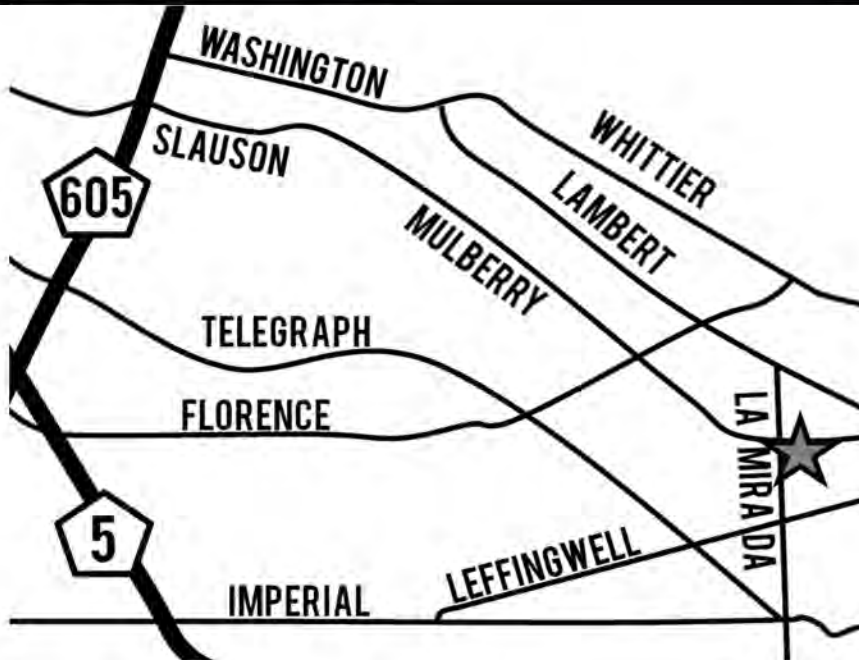 WASHINGTON
WHITTIER
SLAUSON
LAMBERT
605
MULBERRY
TELEGRAPH
FLORENCE
LA MIRADA
5
LEFFINGWELL
IMPERIAL